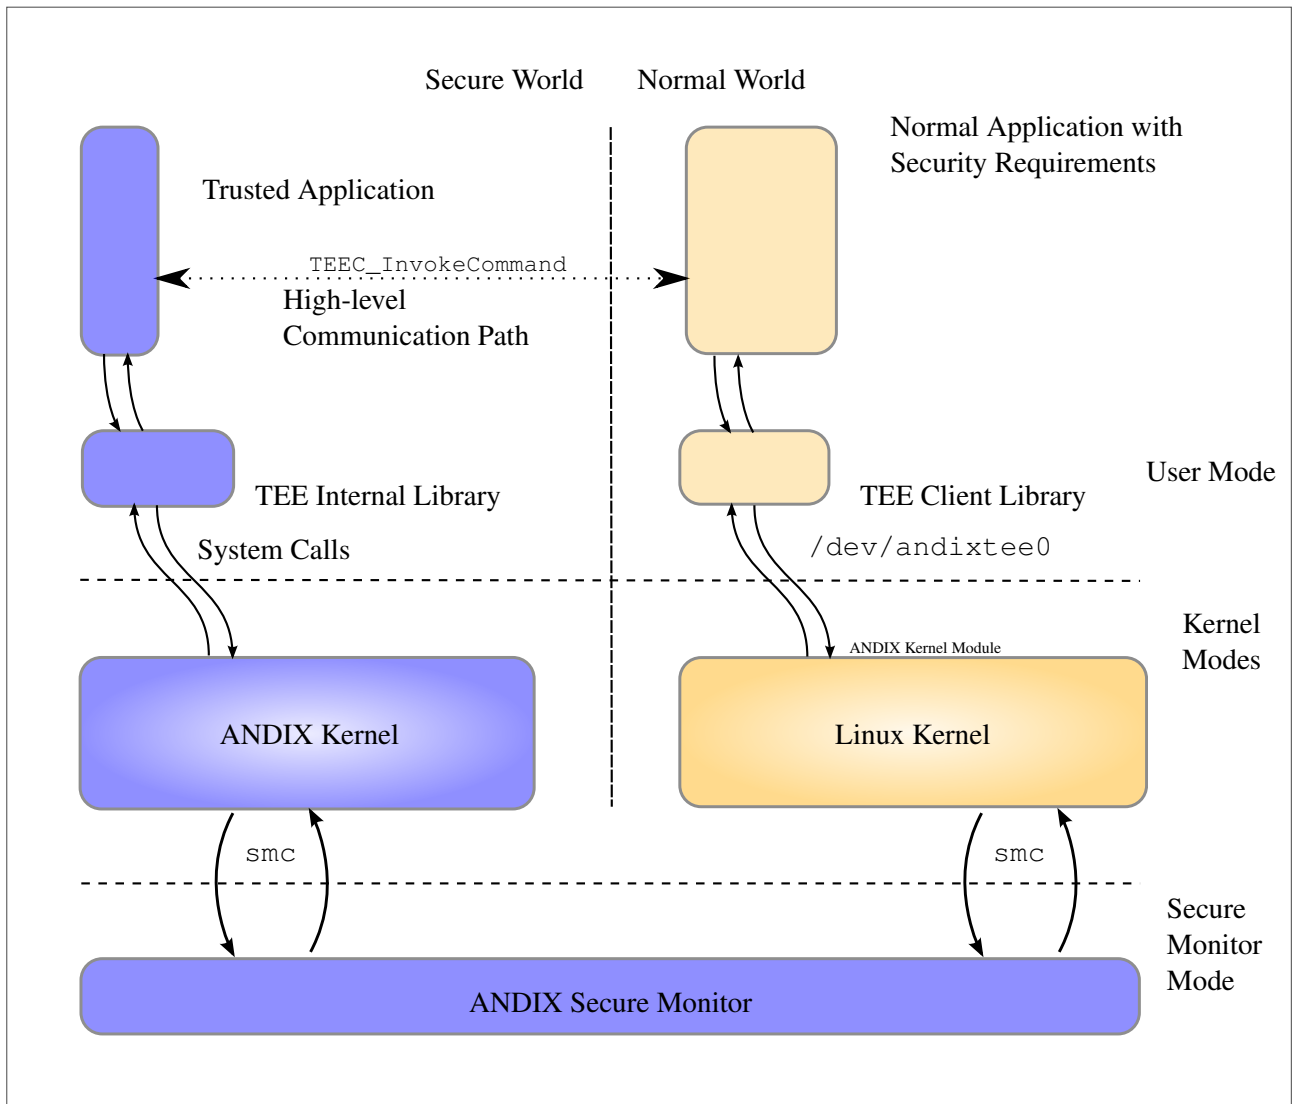 Secure World
Normal World
Normal Application with
Security Requirements
Trusted Application
TEEC_InvokeCommand
High-level
Communication Path
User Mode
TEE Internal Library
TEE Client Library
System Calls
/dev/andixtee0
Kernel
Modes
ANDIX Kernel Module
ANDIX Kernel
Linux Kernel
smc
smc
Secure
Monitor
Mode
ANDIX Secure Monitor